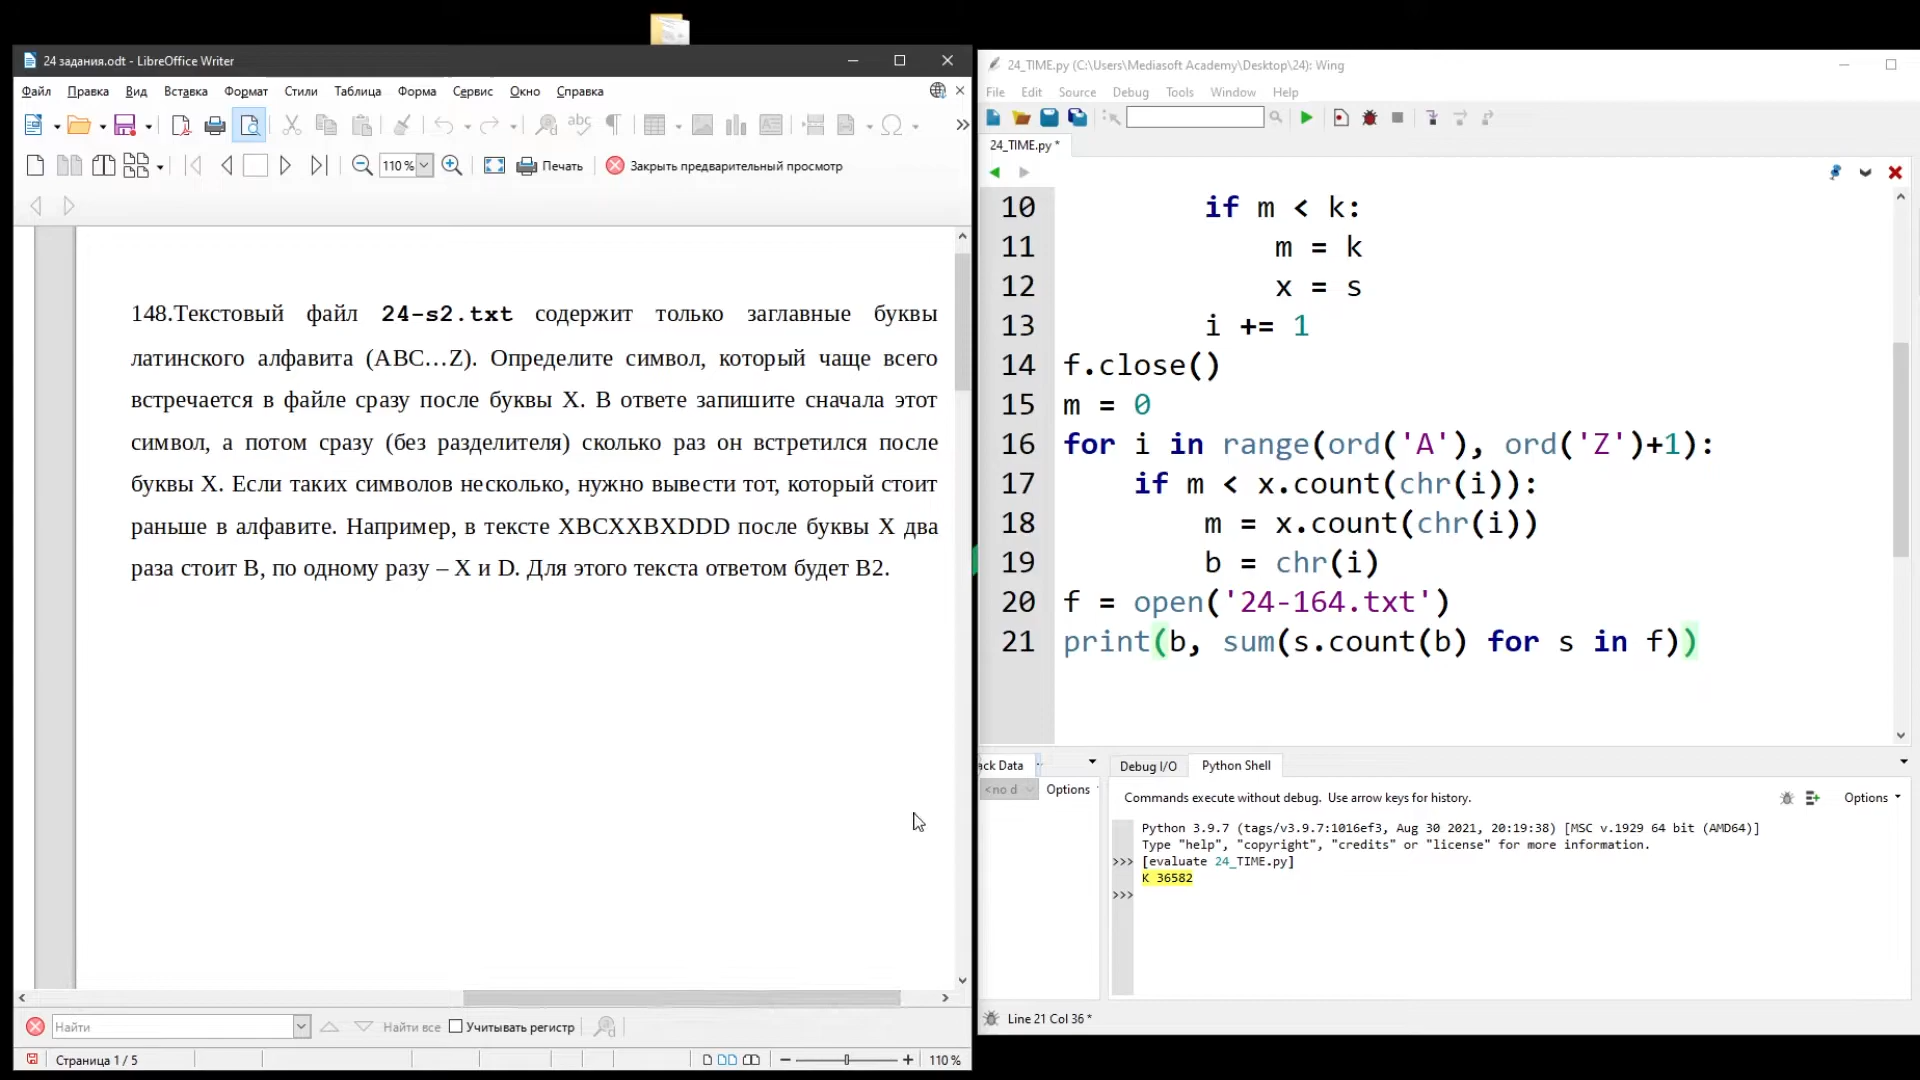 24 задания.odt - LibreOffice Writer
Файл Правка Вид Вставка Формат Стили Таблица Форма Сервис Окно Справка
110 %
Печать
Закрыть предварительный просмотр
148.Текстовый файл 24-s2.txt содержит только заглавные буквы
латинского алфавита (ABC…Z). Определите символ, который чаще всего
встречается в файле сразу после буквы X. В ответе запишите сначала этот
символ, а потом сразу (без разделителя) сколько раз он встретился после
буквы X. Если таких символов несколько, нужно вывести тот, который стоит
раньше в алфавите. Например, в тексте XBCXXBXDDD после буквы X два
раза стоит B, по одному разу – X и D. Для этого текста ответом будет B2.
Найти
Найти все
Учитывать регистр
Страница 1 / 5
110 %
24_TIME.py (C:\Users\Mediasoft Academy\Desktop\24): Wing
File Edit Source Debug Tools Window Help
24_TIME.py *
10 if m < k:
11 m = k
12 x = s
13 i += 1
14 f.close()
15 m = 0
16 for i in range(ord('A'), ord('Z')+1):
17 if m < x.count(chr(i)):
18 m = x.count(chr(i))
19 b = chr(i)
20 f = open('24-164.txt')
21 print(b, sum(s.count(b) for s in f))
ack Data
<no d
Options
Debug I/O
Python Shell
Commands execute without debug. Use arrow keys for history.
Options
Python 3.9.7 (tags/v3.9.7:1016ef3, Aug 30 2021, 20:19:38) [MSC v.1929 64 bit (AMD64)]
Type "help", "copyright", "credits" or "license" for more information.
>>> [evaluate 24_TIME.py]
K 36582
>>>
Line 21 Col 36 *